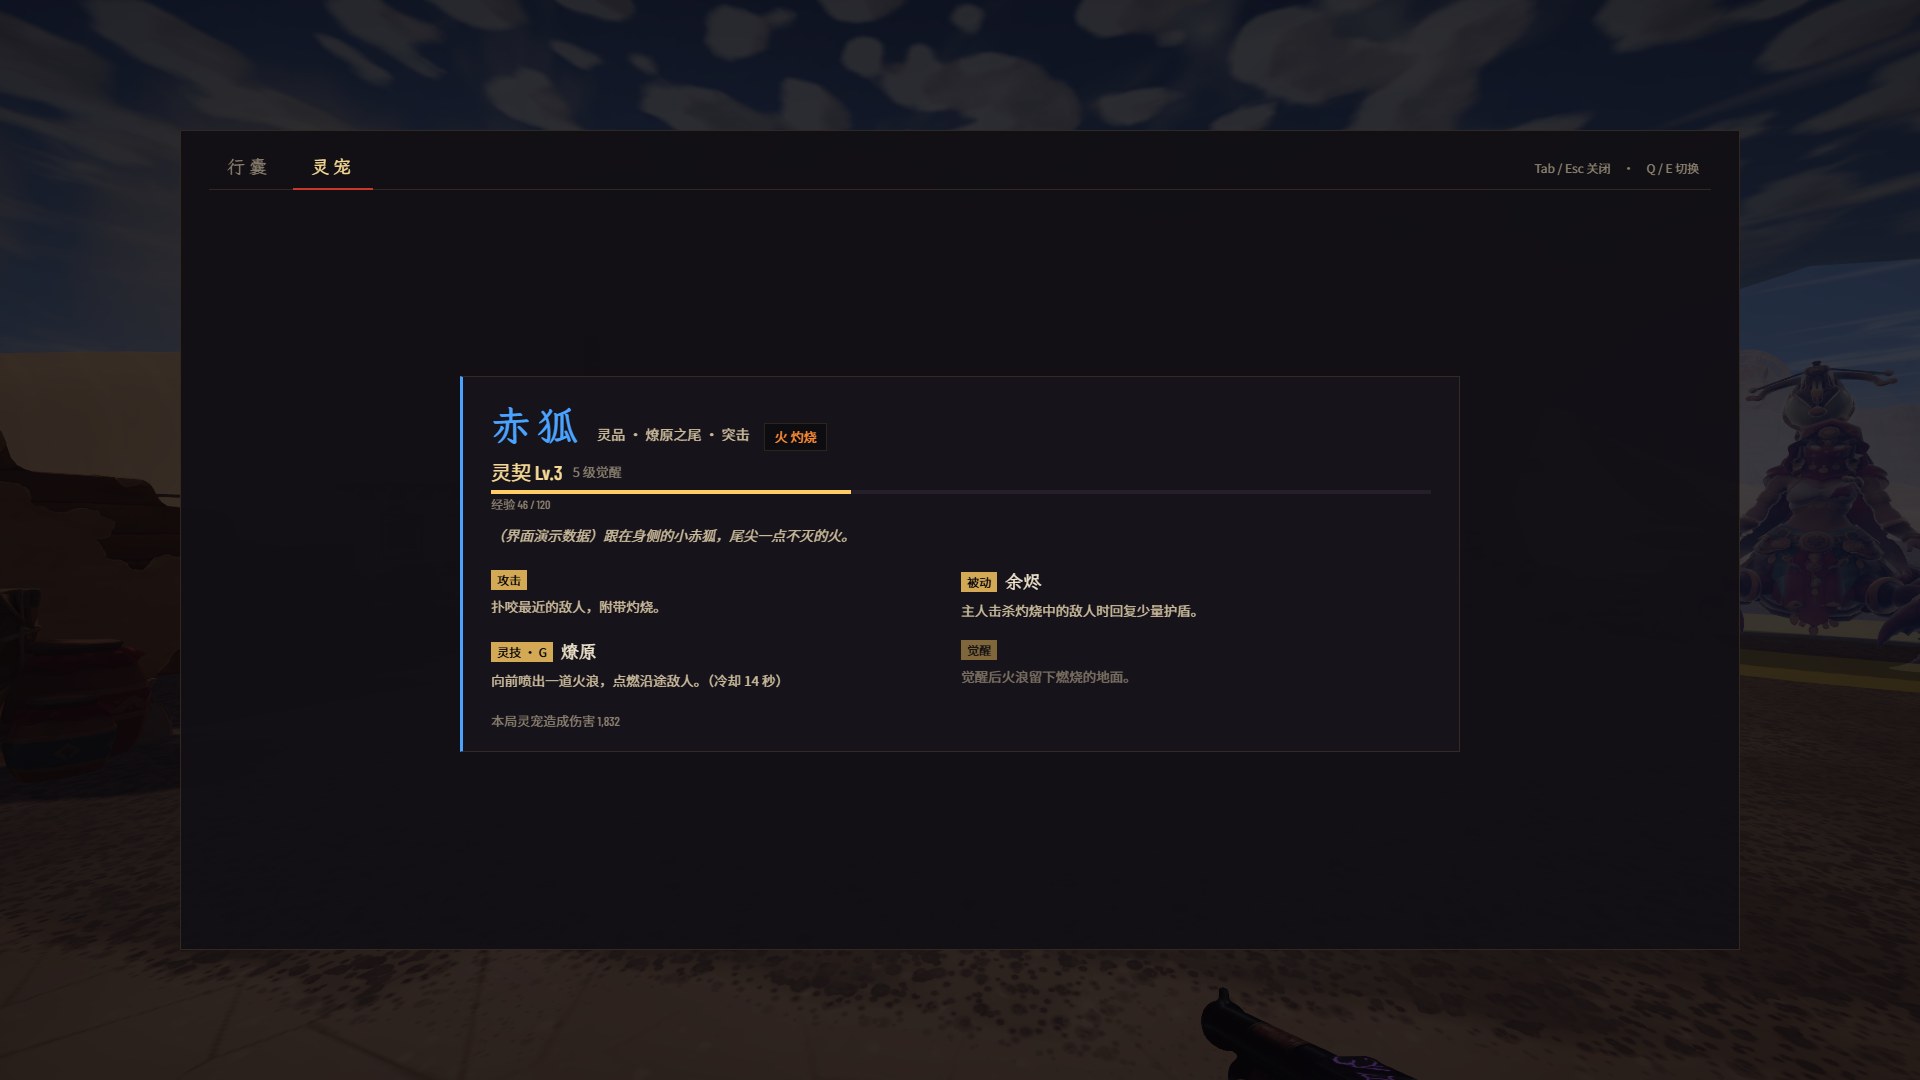 行囊 灵宠 Tab / Esc 关闭 · Q / E 切换
赤狐 灵品 · 燎原之尾 · 突击 火 灼烧
灵契 Lv.3 5 级觉醒
经验 46 / 120
（界面演示数据）跟在身侧的小赤狐，尾尖一点不灭的火。
攻击
扑咬最近的敌人，附带灼烧。
被动 余烬
主人击杀灼烧中的敌人时回复少量护盾。
灵技 · G 燎原
向前喷出一道火浪，点燃沿途敌人。（冷却 14 秒）
觉醒
觉醒后火浪留下燃烧的地面。
本局灵宠造成伤害 1,832